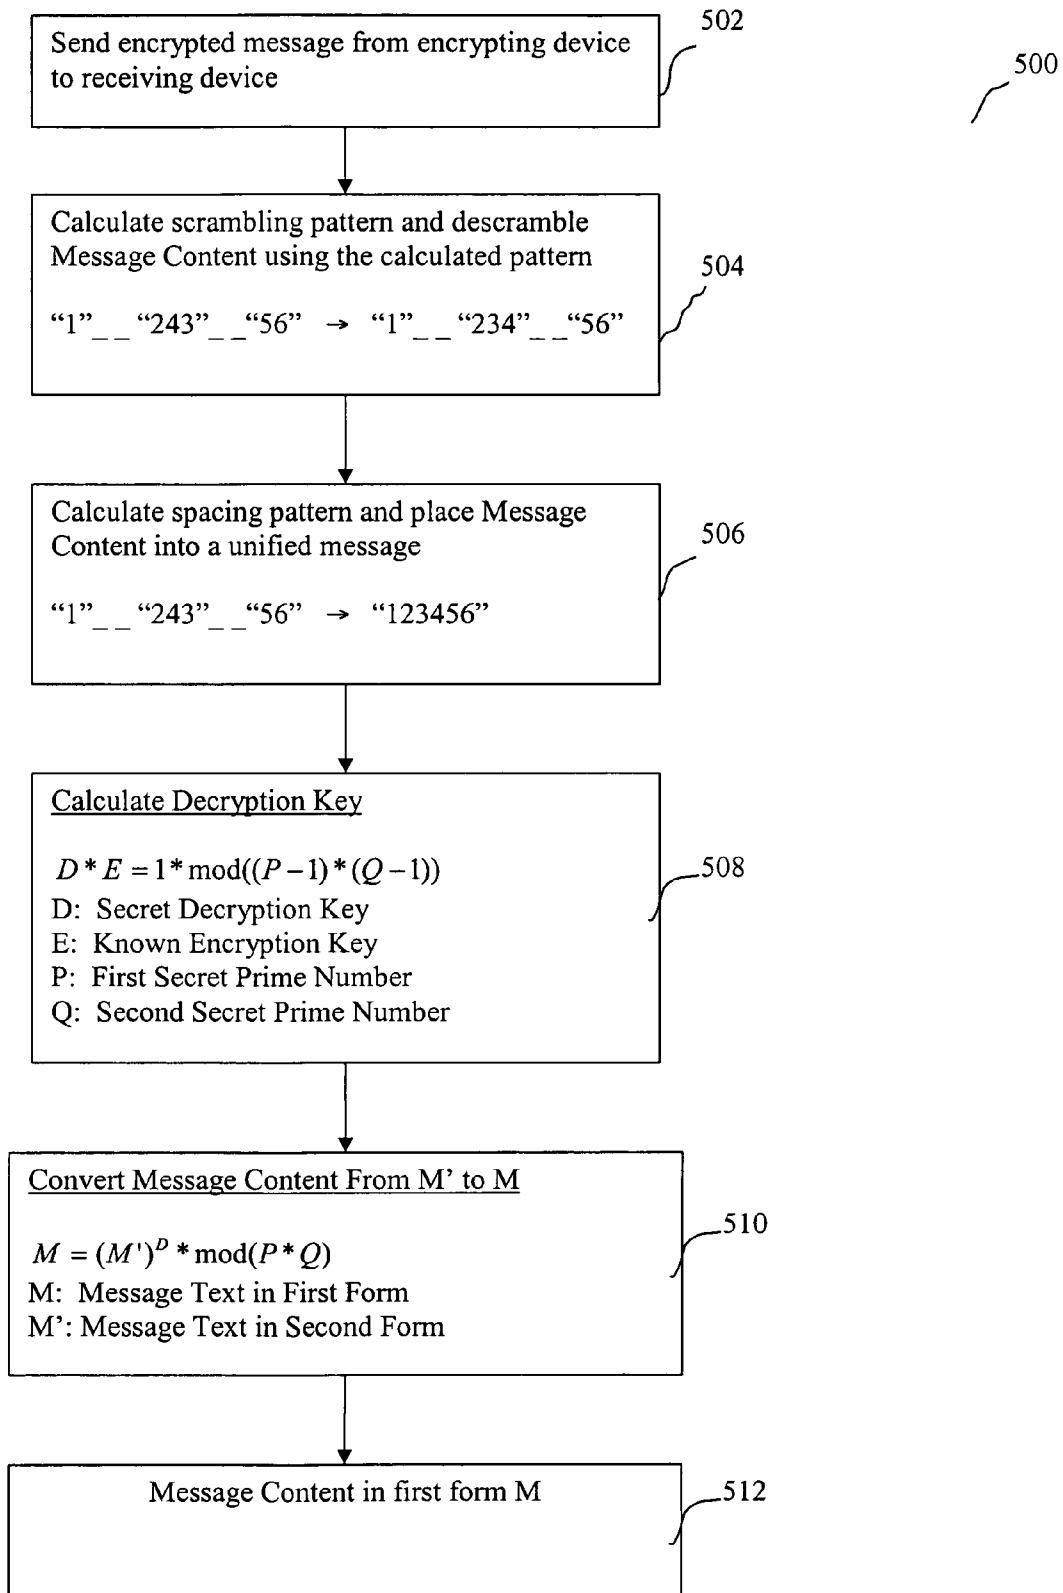 Send encrypted message from encrypting device
to receiving device
502
500
Calculate scrambling pattern and descramble
Message Content using the calculated pattern
“1”_ _ “243”_ _“56” → “1”_ _ “234”_ _“56”
504
Calculate spacing pattern and place Message
Content into a unified message
“1”_ _ “243”_ _“56” → “123456”
506
Calculate Decryption Key
D * E = 1* mod((P −1) * (Q −1))
D: Secret Decryption Key
E: Known Encryption Key
P: First Secret Prime Number
Q: Second Secret Prime Number
508
Convert Message Content From M’ to M
M = (M')^D * mod(P * Q)
M: Message Text in First Form
M’: Message Text in Second Form
510
Message Content in first form M
512